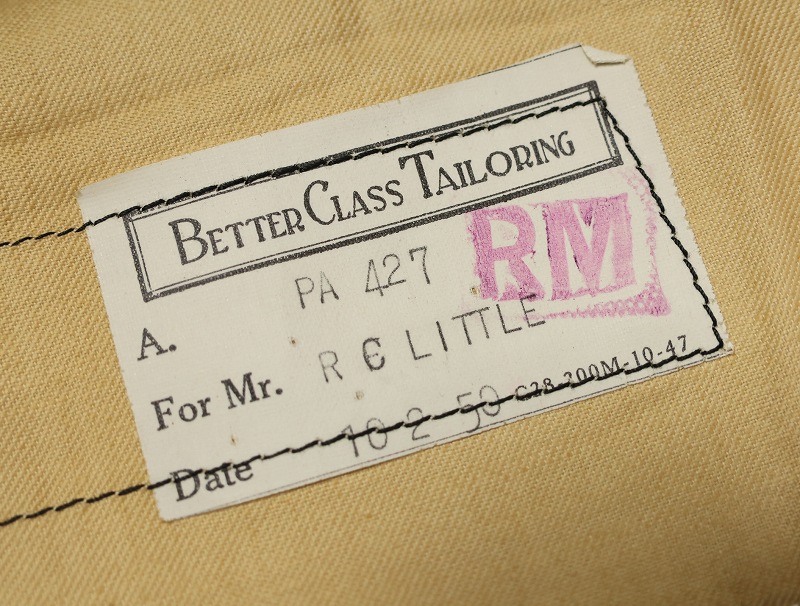 BETTER CLASS TAILORING
RM
A. PA 427
For Mr. R C LITTLE
C28-200M-10-47
Date 10 2 50